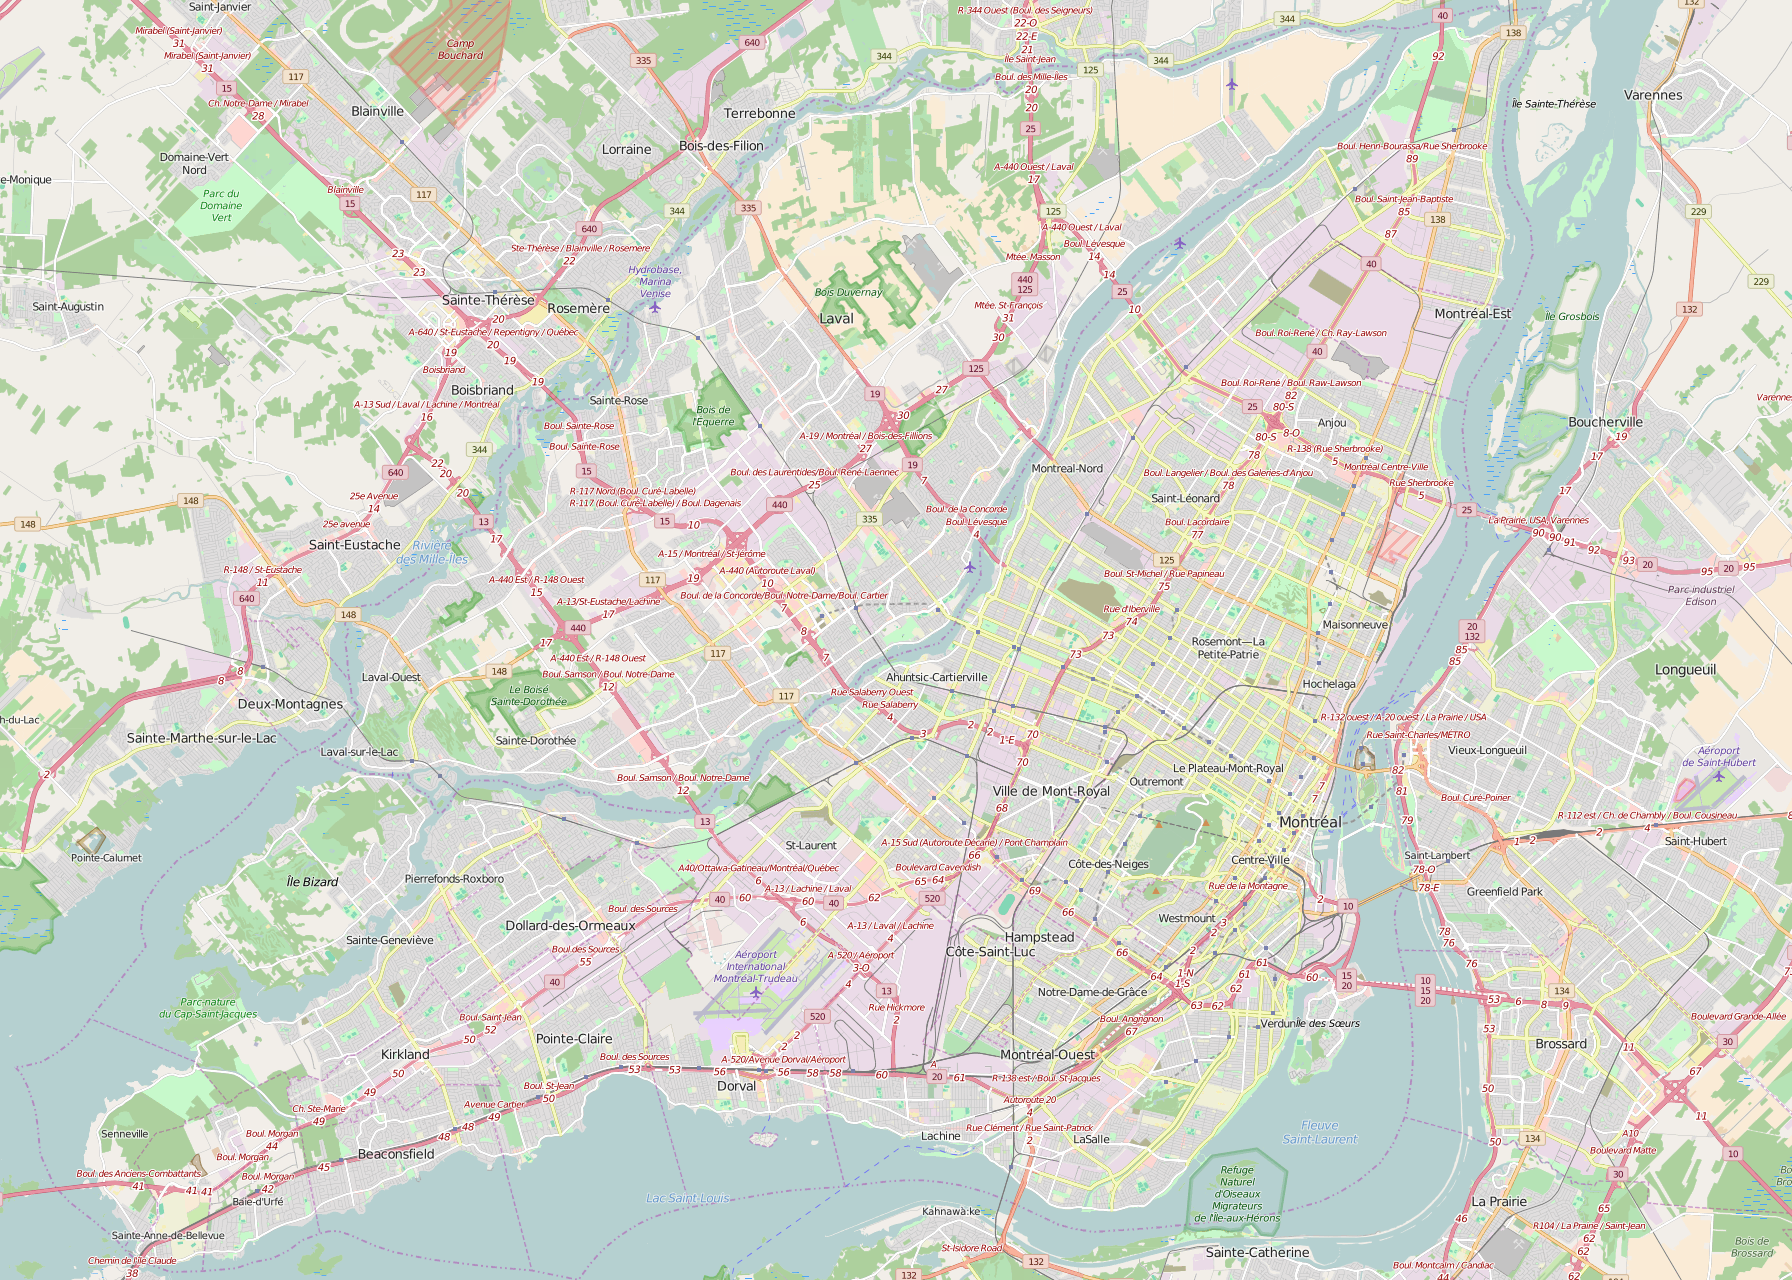 Saint-Janvier
R-344 Ouest (Boul. des Seigneurs)
40
132
344
138
22-O
22-E
21
Île Saint-Jean
Mirabel (Saint-Janvier)
31
Mirabel (Saint-Janvier)
31
Camp
Bouchard
640
335
344
125
344
92
15
117
Boul. des Mille-Îles
20
20
Ch. Notre-Dame / Mirabel
28
Blainville
Terrebonne
Île Sainte-Thérèse
Varennes
25
Lorraine
Bois-des-Filion
Boul. Henri-Bourassa/Rue Sherbrooke
89
Domaine-Vert
Nord
e-Monique
A-440 Ouest / Laval
17
Parc du
Domaine
Vert
Blainville
15
117
344
335
125
Boul. Saint-Jean-Baptiste
85
138
229
640
A-440 Ouest / Laval
87
Ste-Thérèse / Blainville / Rosemere
22
Boul. Lévesque
14
Mtée. Masson
23
23
Hydrobase,
Marina
Venise
14
40
229
440
125
25
Bois Duvernay
Sainte-Thérèse
Rosemère
Saint-Augustin
Mtée. St-François
31
10
132
Laval
20
Montréal-Est
Île Grosbois
A-640 / St-Eustache / Repentigny / Québec
20
30
Boul. Roi-René / Ch. Ray-Lawson
40
19
19
Boisbriand
125
19
Boisbriand
Sainte-Rose
19
27
Boul. Roi-René / Boul. Raw-Lawson
82
80-S
25
A-13 Sud / Laval / Lachine / Montréal
16
Bois de
l'Équerre
30
Anjou
Boucherville
Varennes
Boul. Sainte-Rose
A-19 / Montréal / Bois-des-Fillions
27
80-S
8-O
19
Boul. Sainte-Rose
344
R-138 (Rue Sherbrooke)
5
78
17
22
20
640
15
19
Montreal-Nord
Montréal Centre-Ville
Boul. des Laurentides/Boul. René-Laennec
25
Boul. Langelier / Boul. des Galeries-d'Anjou
78
7
Rue Sherbrooke
5
20
25e Avenue
14
R-117 Nord (Boul. Curé-Labelle)
R-117 (Boul. Curé-Labelle) / Boul. Dagenais
440
Saint-Léonard
17
148
148
25e avenue
13
15
10
335
Boul. de la Concorde
Boul. Lévesque
4
Boul. Lacordaire
77
25
La Prairie, USA, Varennes
90
90
91
92
17
Saint-Eustache
Rivière
des Mille-Îles
A-15 / Montréal / St-Jérôme
125
93
20
95
20
95
R-148 / St-Eustache
11
A-440 Est / R-148 Ouest
15
117
19
A-440 (Autoroute Laval)
10
Boul. St-Michel / Rue Papineau
75
Parc industriel
Edison
640
A-13/St-Eustache/Lachine
17
Boul. de la Concorde/Boul. Notre-Dame/Boul. Cartier
7
Rue d'Iberville
74
148
440
8
73
Maisonneuve
20
132
17
Rosemont—La
Petite-Patrie
85
85
A-440 Est / R-148 Ouest
117
7
73
8
8
148
Boul. Samson / Boul. Notre-Dame
12
Laval-Ouest
Ahuntsic-Cartierville
Hochelaga
Longueuil
Le Boisé
Sainte-Dorothée
117
Rue Salaberry Ouest
Rue Salaberry
4
Deux-Montagnes
h-du-Lac
R-132 ouest / A-20 ouest / La Prairie / USA
3
2
2
1-E
70
Rue Saint-Charles/METRO
Sainte-Marthe-sur-le-Lac
Sainte-Dorothée
Laval-sur-le-Lac
Vieux-Longueuil
Aéroport
de Saint-Hubert
70
Le Plateau-Mont-Royal
82
2
Boul. Samson / Boul. Notre-Dame
12
Outremont
81
Ville de Mont-Royal
7
7
Boul. Curé-Poirier
68
13
Montréal
79
R-112 est / Ch. de Chambly / Boul. Cousineau
4
8
1
2
2
Saint-Hubert
St-Laurent
A-15 Sud (Autoroute Décarie) / Pont Champlain
66
Pointe-Calumet
Centre-Ville
Saint-Lambert
Côte-des-Neiges
78-O
78-E
Île Bizard
Pierrefonds-Roxboro
A40/Ottawa-Gatineau/Montréal/Québec
6
Boulevard Cavendish
65
64
A-13 / Lachine / Laval
60
62
Rue de la Montagne
69
Greenfield Park
40
60
40
520
2
10
Boul. des Sources
66
Westmount
3
Dollard-des-Ormeaux
6
A-13 / Laval / Lachine
4
78
76
Sainte-Geneviève
Hampstead
Côte-Saint-Luc
2
Boul.des Sources
55
Aéroport
International
Montréal-Trudeau
A-520/Aéroport
3-O
66
64
1-N
1-S
61
61
60
76
15
20
10
15
20
40
4
13
62
Notre-Dame-de-Grâce
63
62
53
6
8
134
9
Parc-nature
du Cap-Saint-Jacques
Rue Hickmore
2
520
Boul. Saint-Jean
52
Boul. Angrignon
67
Verdun
Île des Sœurs
Boulevard Grande-Allée
53
Pointe-Claire
2
2
50
Brossard
11
30
Kirkland
Boul. des Sources
53
53
A-520/Avenue Dorval/Aéroport
56
56
58
58
60
Montréal-Ouest
67
50
20
61
R-138 est / Boul. St-Jacques
49
Dorval
Boul. St-Jean
50
50
Autoroute 20
4
Ch. Ste-Marie
Avenue Cartier
49
11
Rue Clément / Rue Saint-Patrick
2
Fleuve
Saint-Laurent
Senneville
Boul. Morgan
44
48
48
Lachine
LaSalle
50
134
A10
Boulevard Matte
10
Beaconsfield
Boul. Morgan
45
Boul. des Anciens-Combattants
41
41
41
Boul. Morgan
42
Refuge
Naturel
d'Oiseaux
Migrateurs
de l'Île-aux-Hérons
30
Lac Saint-Louis
Baie-d'Urfé
La Prairie
65
Kahnawà:ke
46
R104 / La Prairie / Saint-Jean
62
62
Sainte-Anne-de-Bellevue
St-Isidore Road
Bois de
Brossard
Sainte-Catherine
Chemin de l'Île Claude
38
132
132
Boul. Montcalm / Candiac
44
62